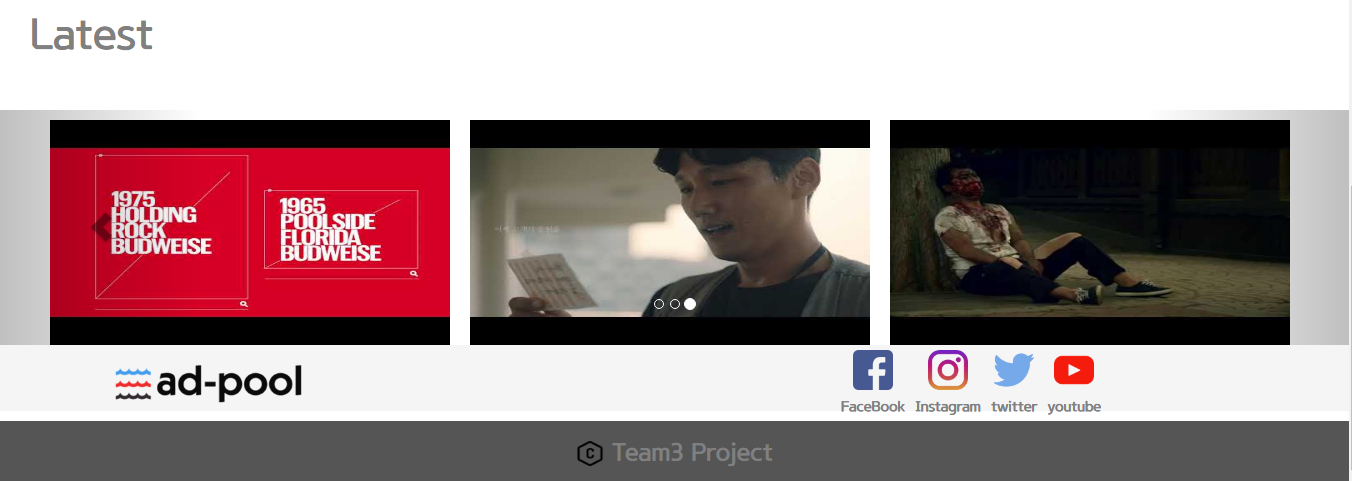 Latest
1975
HOLDING
ROCK
BUDWEISE
1965
POOLSIDE
FLORIDA
BUDWEISE
ad-pool
FaceBook Instagram twitter youtube
C Team3 Project